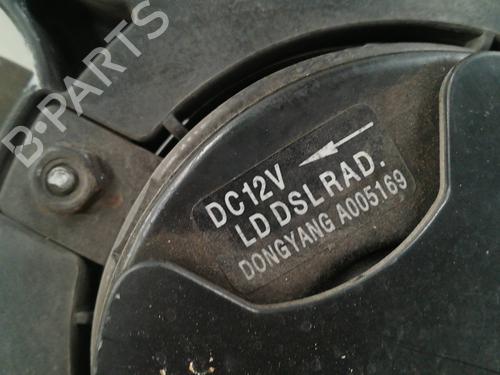 B-PARTS
DC12V
LD DSL RAD.
DONGYANG A005169